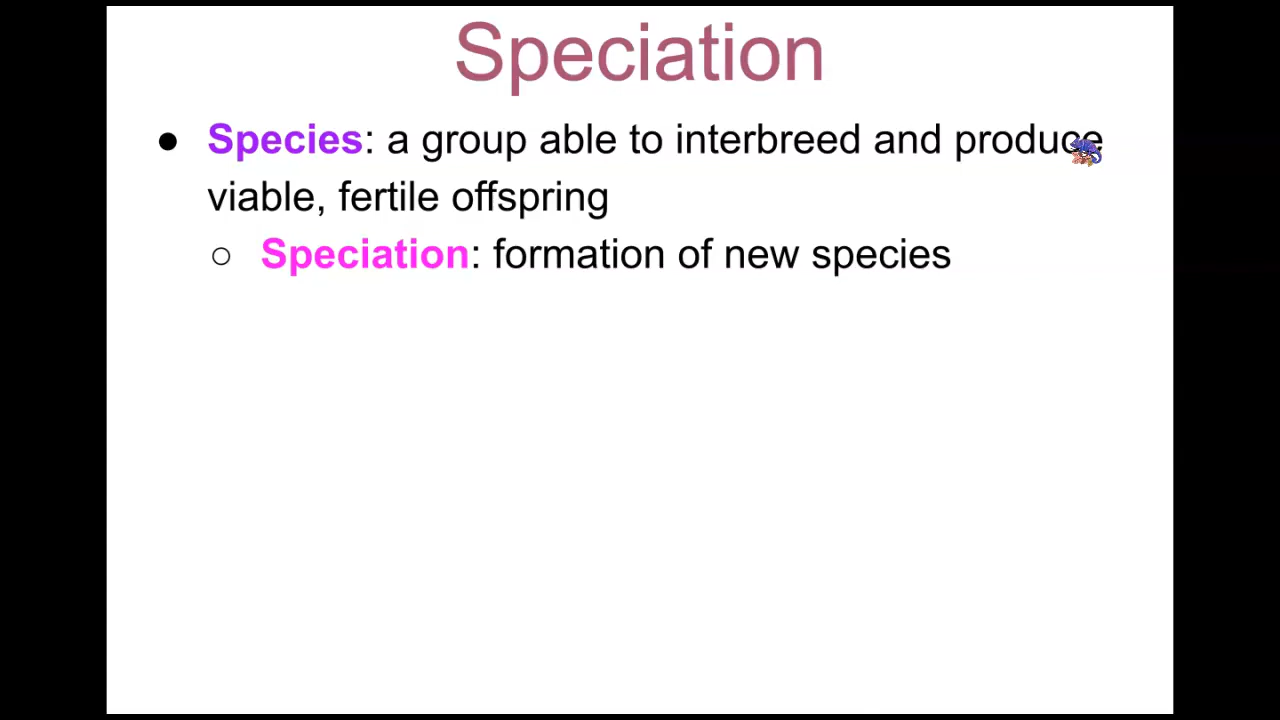 Speciation
● Species: a group able to interbreed and produce
viable, fertile offspring
○ Speciation: formation of new species